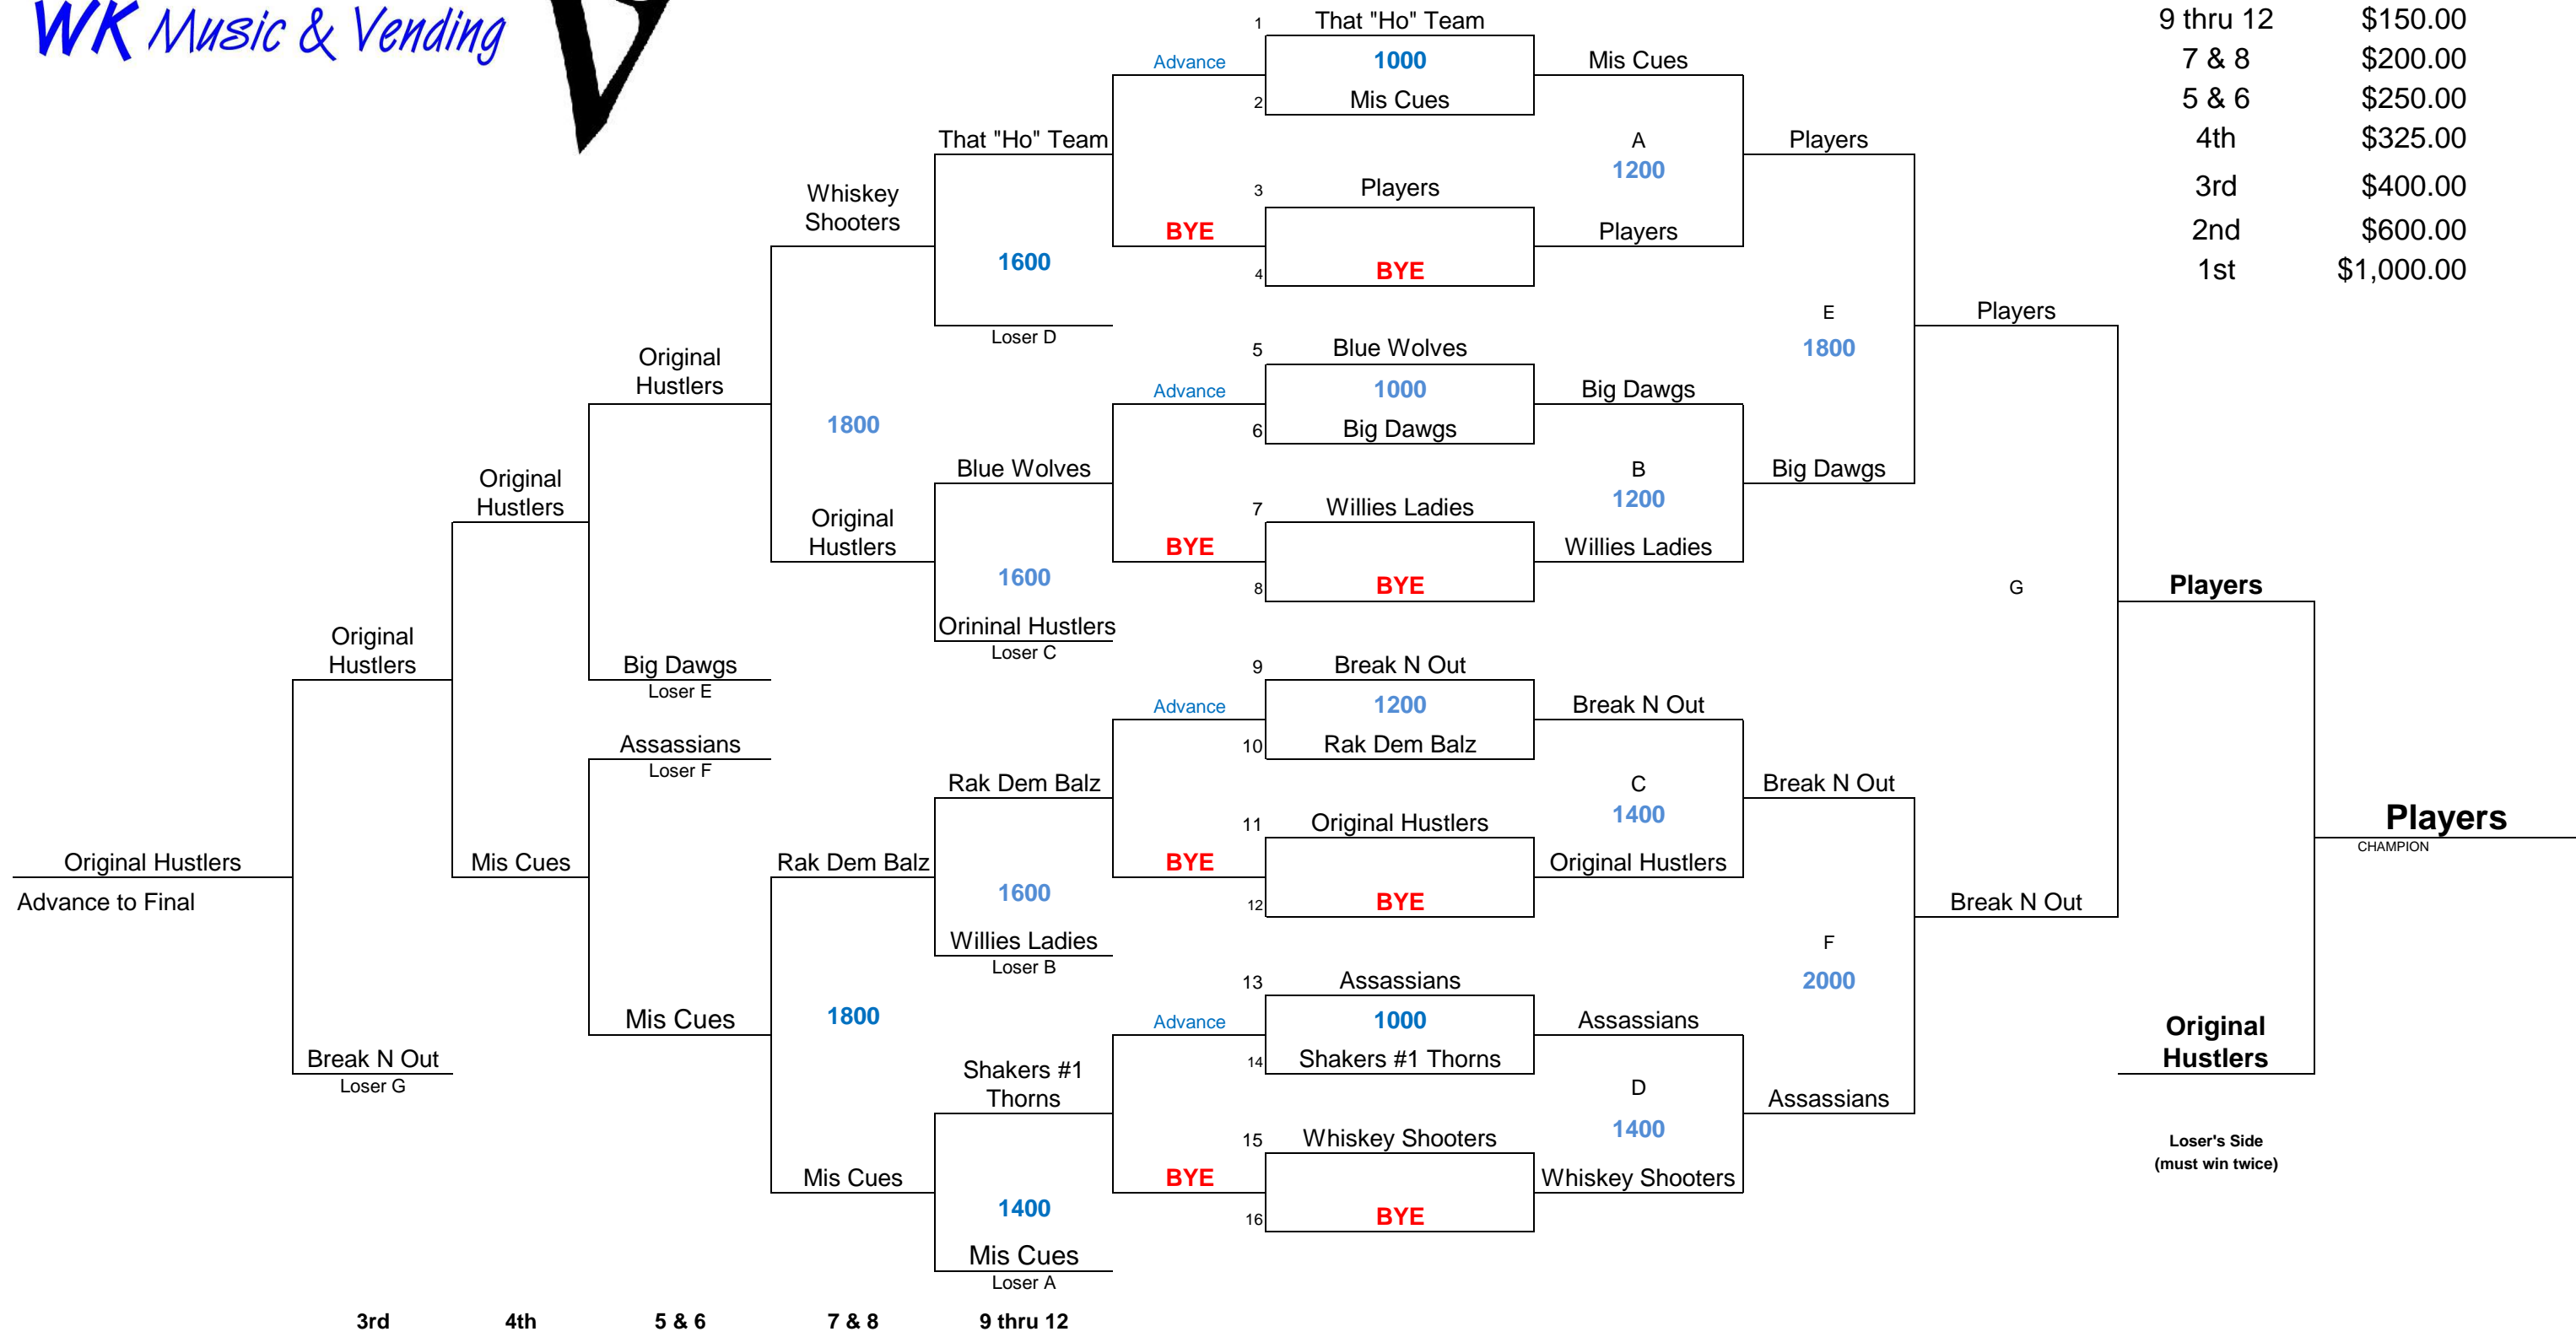 WK Music & Vending
9 thru 12 $150.00
7 & 8 $200.00
5 & 6 $250.00
4th $325.00
3rd $400.00
2nd $600.00
1st $1,000.00
1 That "Ho" Team
Advance
1000
Mis Cues
2 Mis Cues
That "Ho" Team
A
1200
Players
3 Players
Whiskey
Shooters
BYE
Players
1600
4 BYE
Loser D
E
1800
Players
5 Blue Wolves
Original
Hustlers
Advance
1000
Big Dawgs
6 Big Dawgs
1800
Blue Wolves
B
1200
Big Dawgs
Original
Hustlers
7 Willies Ladies
Original
Hustlers
BYE
Willies Ladies
1600
8 BYE
G
Players
Orininal Hustlers
Loser C
Original
Hustlers
Big Dawgs
Loser E
9 Break N Out
Advance
1200
Break N Out
Assassians
Loser F
10 Rak Dem Balz
Rak Dem Balz
C
1400
Break N Out
11 Original Hustlers
Players
CHAMPION
Original Hustlers
Advance to Final
Mis Cues
Rak Dem Balz
BYE
Original Hustlers
1600
12 BYE
Break N Out
Willies Ladies
Loser B
F
2000
13 Assassians
Mis Cues
1800
Advance
1000
Assassians
Original
Hustlers
Break N Out
Loser G
Shakers #1
Thorns
14 Shakers #1 Thorns
D
1400
Assassians
15 Whiskey Shooters
Loser's Side
(must win twice)
Mis Cues
BYE
Whiskey Shooters
1400
16 BYE
Mis Cues
Loser A
3rd 4th 5 & 6 7 & 8 9 thru 12